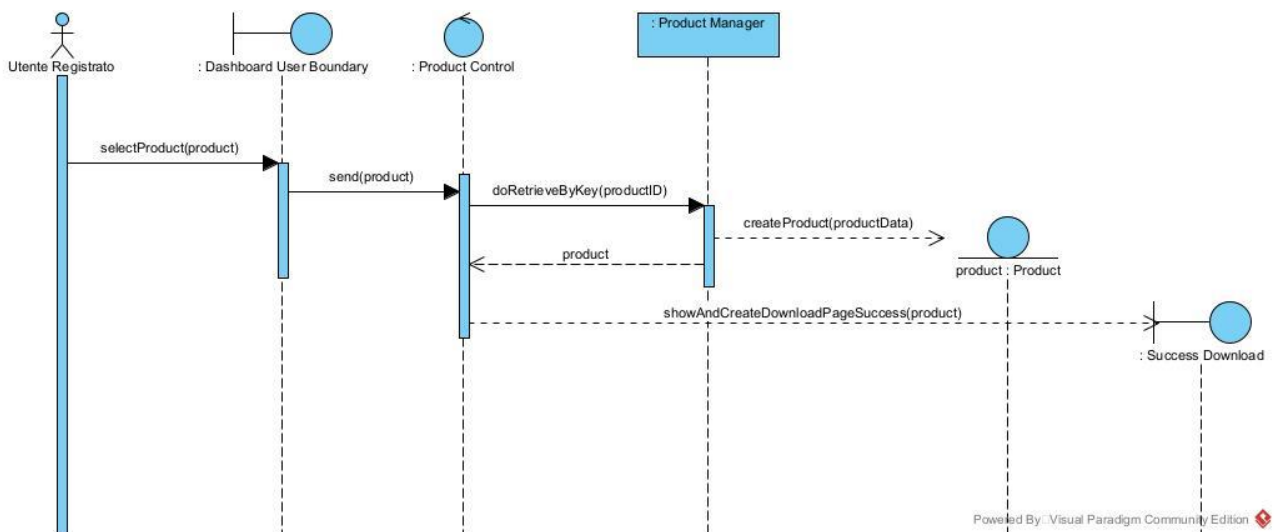 : Product Manager
Utente Registrato
: Dashboard User Boundary
: Product Control
selectProduct(product)
send(product)
doRetrieveByKey(productID)
createProduct(productData)
product
product : Product
showAndCreateDownloadPageSuccess(product)
: Success Download
Powered By Visual Paradigm Community Edition